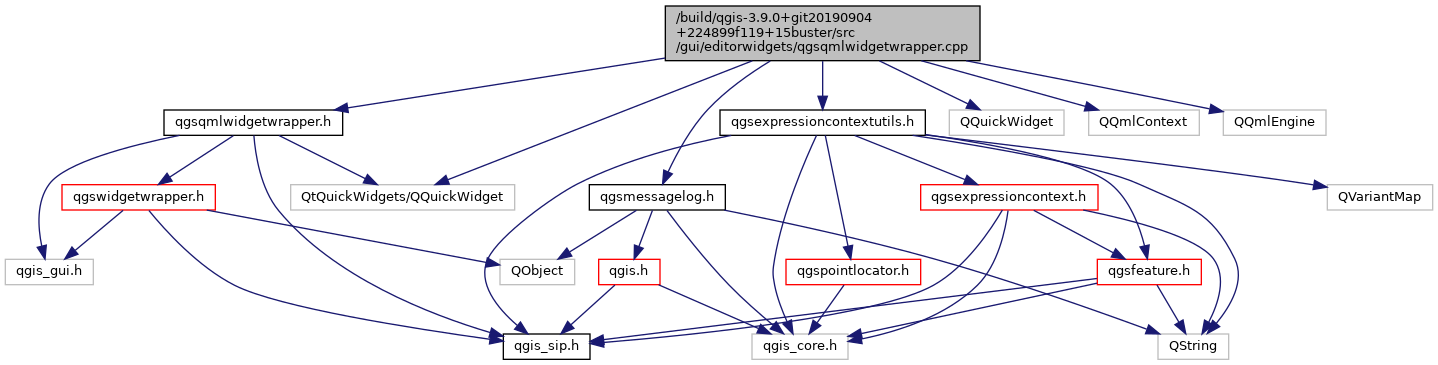 /build/qgis-3.9.0+git20190904
+224899f119+15buster/src
/gui/editorwidgets/qgsqmlwidgetwrapper.cpp
qgsqmlwidgetwrapper.h
qgsexpressioncontextutils.h
QQuickWidget
QQmlContext
QQmlEngine
qgswidgetwrapper.h
QtQuickWidgets/QQuickWidget
qgsmessagelog.h
qgsexpressioncontext.h
QVariantMap
qgis_gui.h
QObject
qgis.h
qgspointlocator.h
qgsfeature.h
qgis_sip.h
qgis_core.h
QString